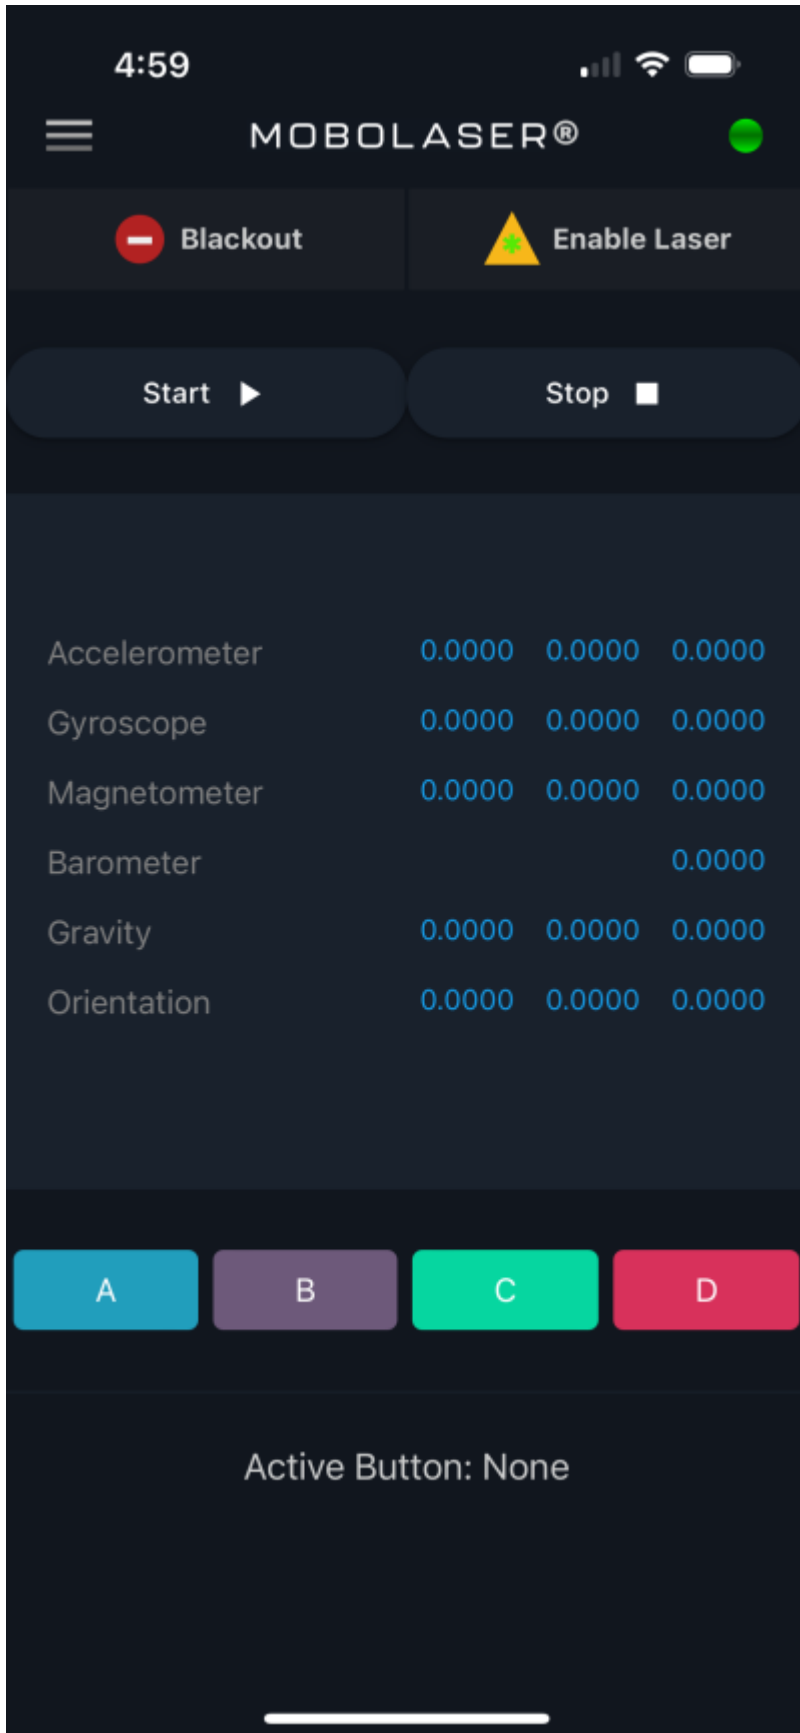 4:59
MOBOLASER®
Blackout Enable Laser
Start Stop
Accelerometer 0.0000 0.0000 0.0000
Gyroscope 0.0000 0.0000 0.0000
Magnetometer 0.0000 0.0000 0.0000
Barometer 0.0000
Gravity 0.0000 0.0000 0.0000
Orientation 0.0000 0.0000 0.0000
A B C D
Active Button: None